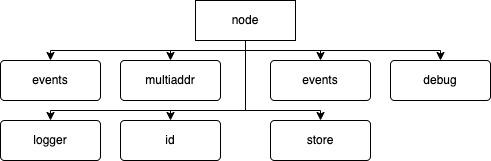 node
events
multiaddr
events
debug
logger
id
store